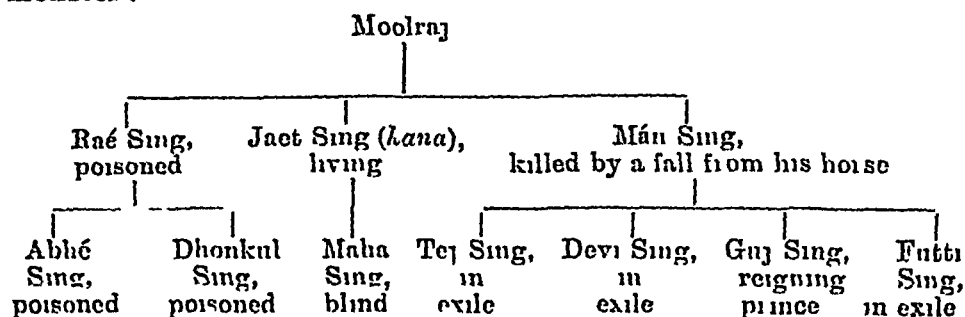 Moolraj
Raé Sing, Jaet Sing (kana), Mán Sing,
poisoned living killed by a fall from his horse
Abhé Dhonkul Maha Tej Sing, Devi Sing, Guj Sing, Futti
Sing, Sing, Sing, in in reigning Sing,
poisoned poisoned blind exile exile prince in exile